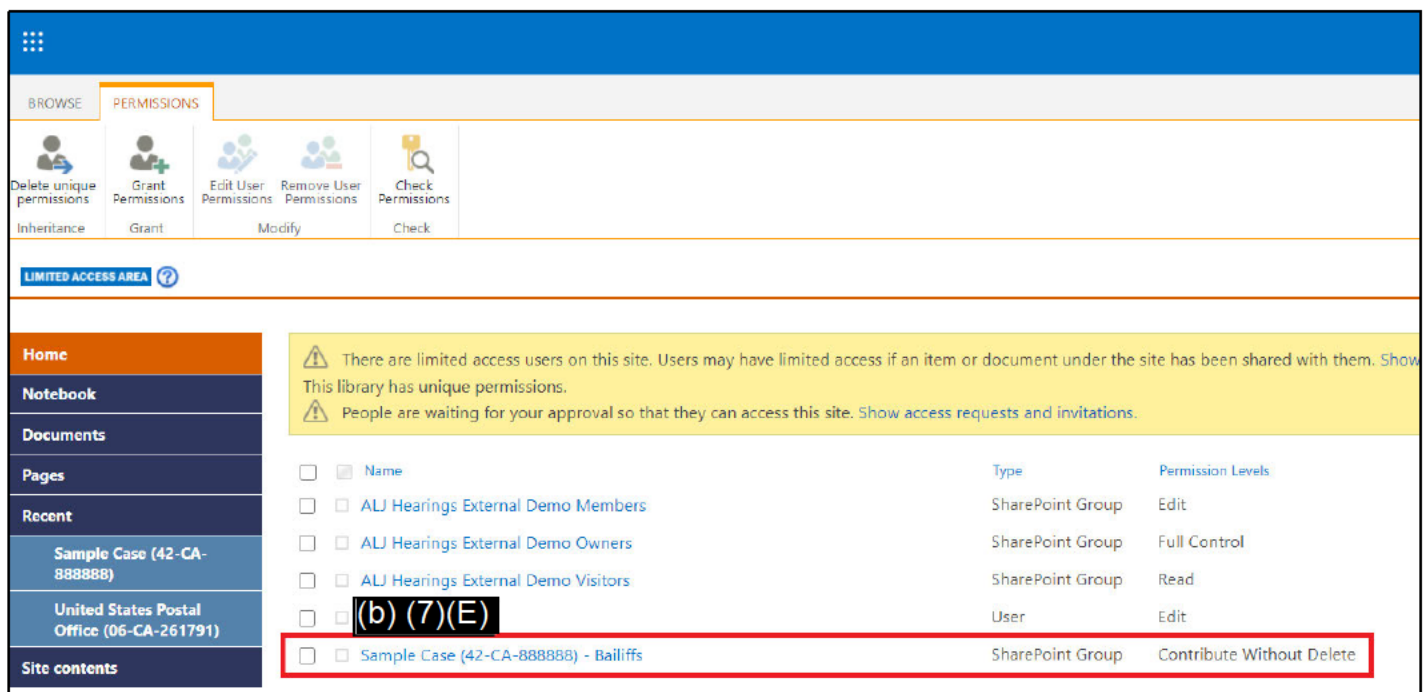 BROWSE PERMISSIONS
Delete unique permissions
Grant Permissions
Edit User Permissions
Remove User Permissions
Check Permissions
Inheritance Grant Modify Check
LIMITED ACCESS AREA ?
Home
Notebook
Documents
Pages
Recent
Sample Case (42-CA-
888888)
United States Postal
Office (06-CA-261791)
Site contents
There are limited access users on this site. Users may have limited access if an item or document under the site has been shared with them. Show
This library has unique permissions.
People are waiting for your approval so that they can access this site. Show access requests and invitations.
Name Type Permission Levels
ALJ Hearings External Demo Members SharePoint Group Edit
ALJ Hearings External Demo Owners SharePoint Group Full Control
ALJ Hearings External Demo Visitors SharePoint Group Read
(b) (7)(E) User Edit
Sample Case (42-CA-888888) - Bailiffs SharePoint Group Contribute Without Delete